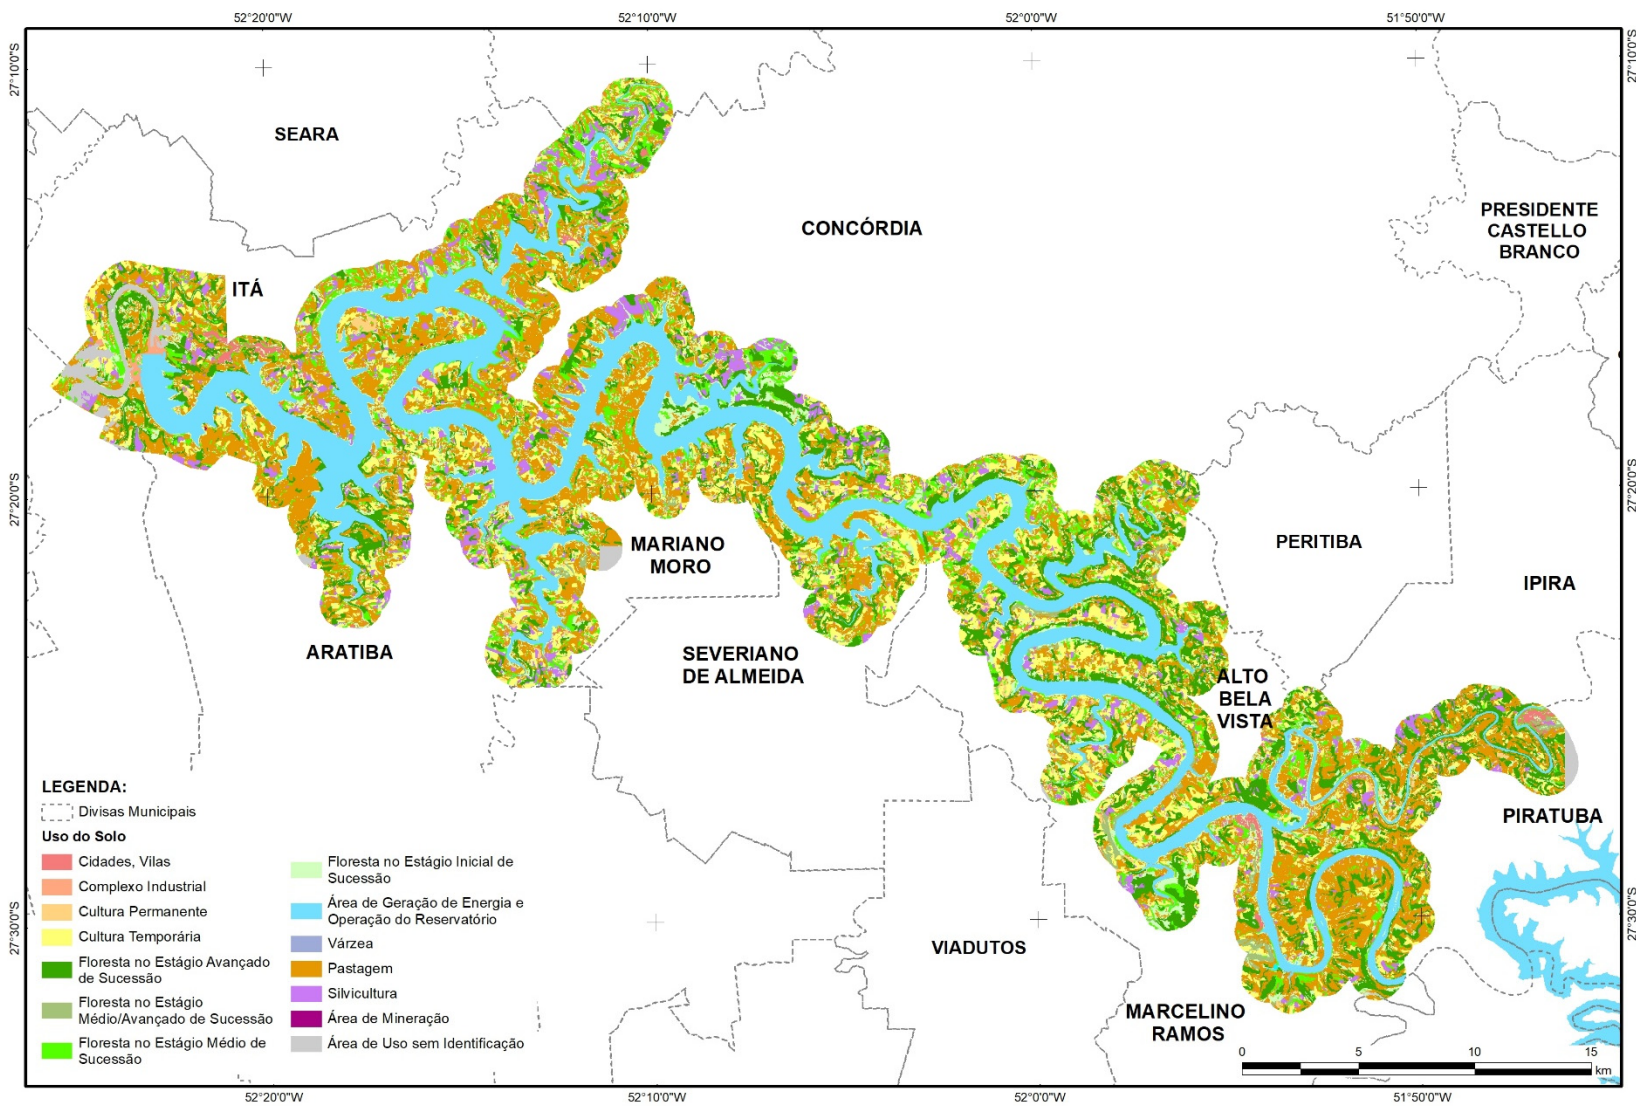 52°20'0"W
52°10'0"W
52°0'0"W
51°50'0"W
27°10'0"S
27°10'0"S
SEARA
CONCÓRDIA
PRESIDENTE
CASTELLO
BRANCO
ITÁ
27°20'0"S
27°20'0"S
MARIANO
MORO
PERITIBA
IPIRA
ARATIBA
SEVERIANO
DE ALMEIDA
ALTO
BELA
VISTA
PIRATUBA
27°30'0"S
27°30'0"S
VIADUTOS
MARCELINO
RAMOS
LEGENDA:
Divisas Municipais
Uso do Solo
Cidades, Vilas
Complexo Industrial
Cultura Permanente
Cultura Temporária
Floresta no Estágio Avançado
de Sucessão
Floresta no Estágio
Médio/Avançado de Sucessão
Floresta no Estágio Médio de
Sucessão
Floresta no Estágio Inicial de
Sucessão
Área de Geração de Energia e
Operação do Reservatório
Várzea
Pastagem
Silvicultura
Área de Mineração
Área de Uso sem Identificação
0 5 10 15
km
52°20'0"W
52°10'0"W
52°0'0"W
51°50'0"W